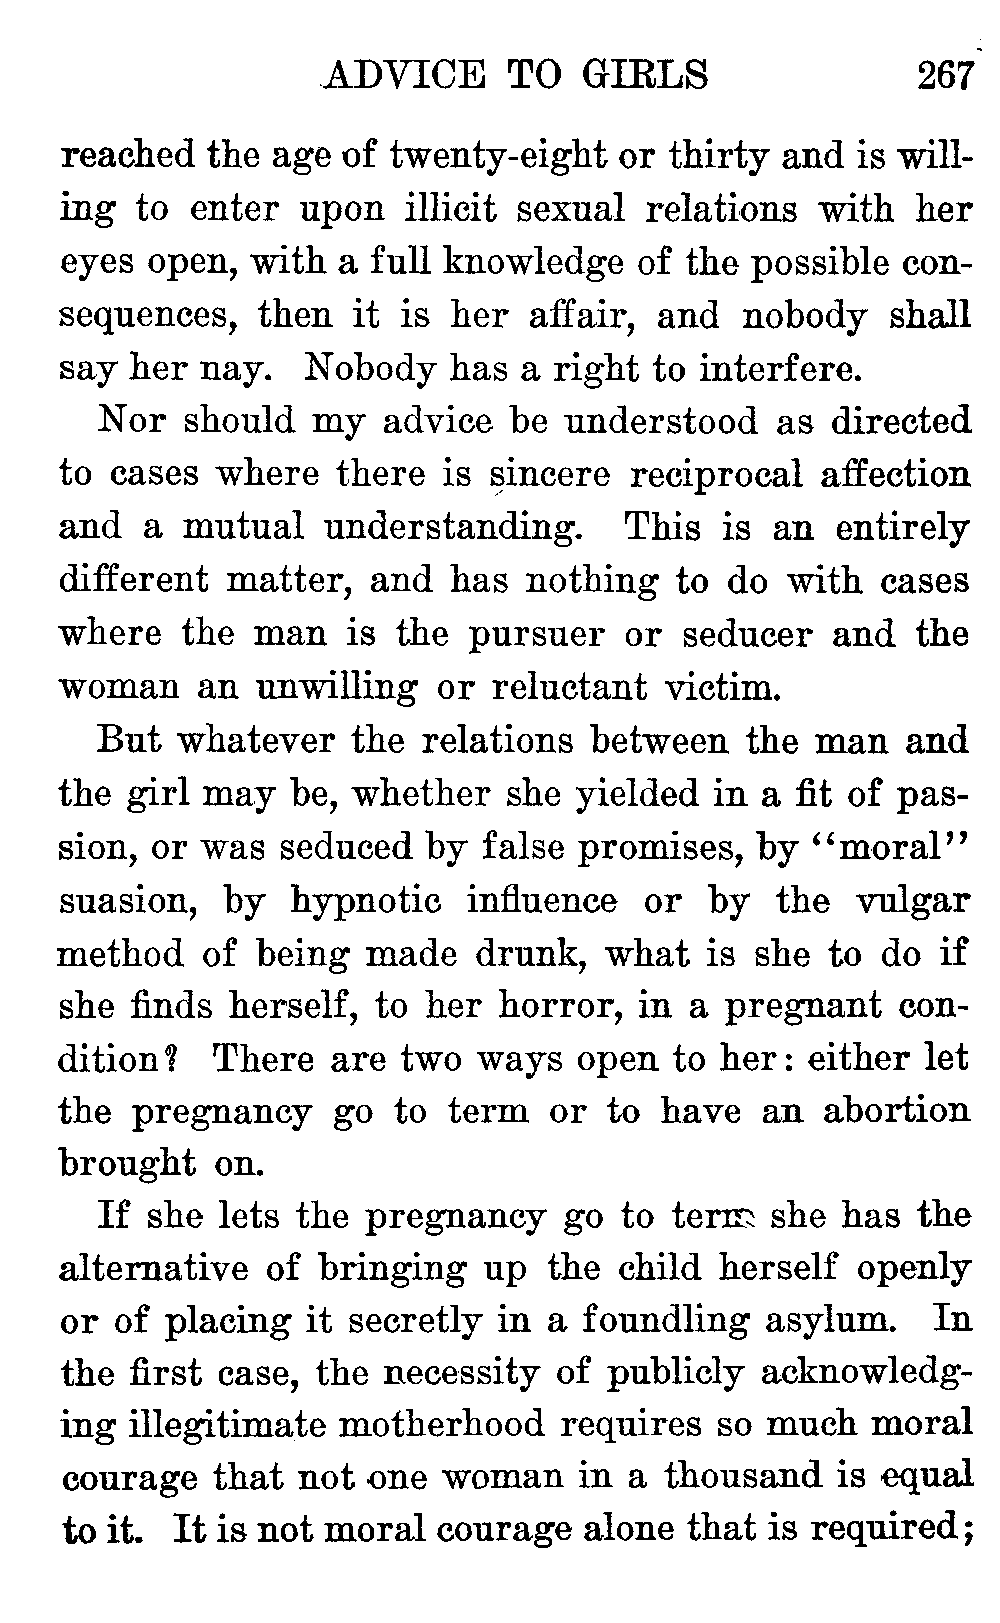 ADVICE TO GIRLS 267
reached the age of twenty-eight or thirty and is will-
ing to enter upon illicit sexual relations with her
eyes open, with a full knowledge of the possible con-
sequences, then it is her affair, and nobody shall
say her nay. Nobody has a right to interfere.
Nor should my advice be understood as directed
to cases where there is sincere reciprocal affection
and a mutual understanding. This is an entirely
different matter, and has nothing to do with cases
where the man is the pursuer or seducer and the
woman an unwilling or reluctant victim.
But whatever the relations between the man and
the girl may be, whether she yielded in a fit of pas-
sion, or was seduced by false promises, by “moral”
suasion, by hypnotic influence or by the vulgar
method of being made drunk, what is she to do if
she finds herself, to her horror, in a pregnant con-
dition? There are two ways open to her: either let
the pregnancy go to term or to have an abortion
brought on.
If she lets the pregnancy go to term she has the
alternative of bringing up the child herself openly
or of placing it secretly in a foundling asylum. In
the first case, the necessity of publicly acknowledg-
ing illegitimate motherhood requires so much moral
courage that not one woman in a thousand is equal
to it. It is not moral courage alone that is required;